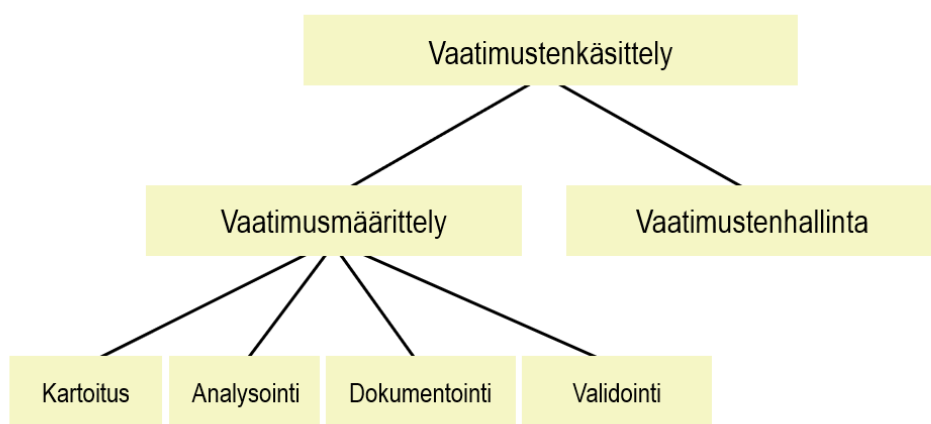 Vaatimustenkäsittely
Vaatimusmäärittely
Vaatimustenhallinta
Kartoitus
Analysointi
Dokumentointi
Validointi